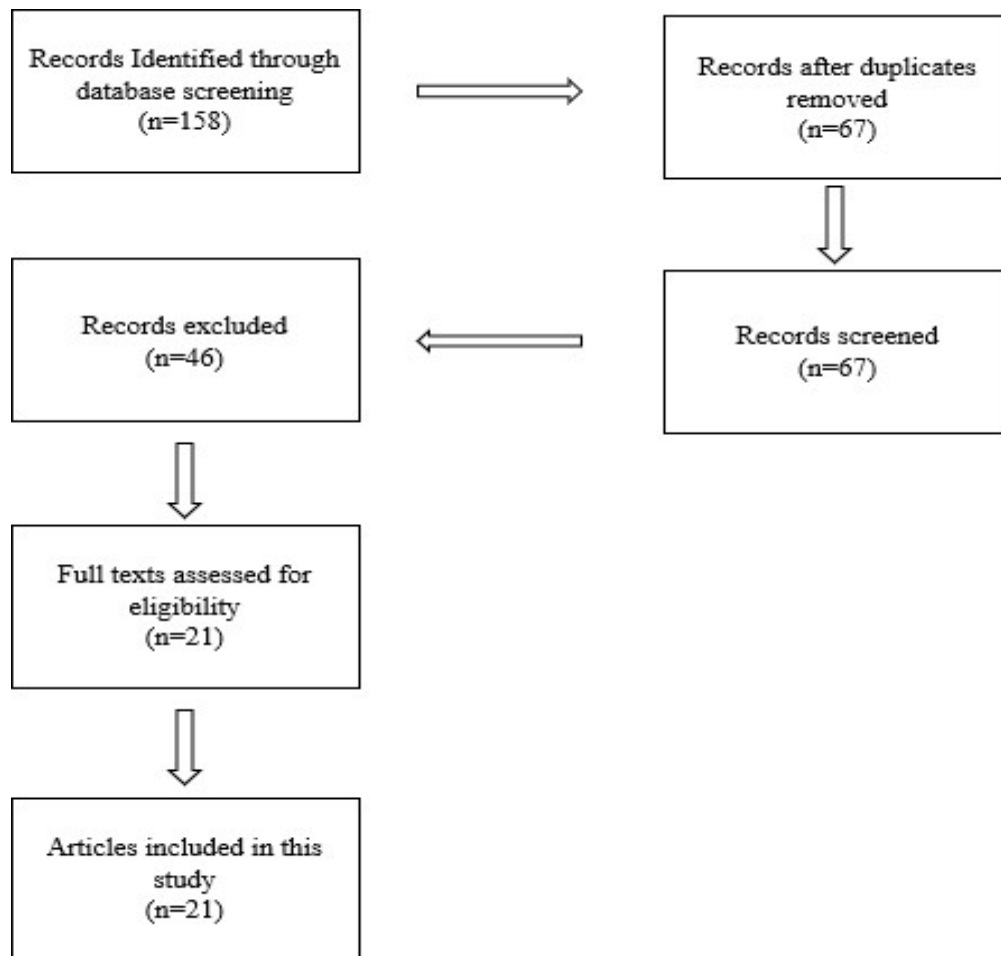 Records Identified through
database screening
(n=158)
Records after duplicates
removed
(n=67)
Records screened
(n=67)
Records excluded
(n=46)
Full texts assessed for
eligibility
(n=21)
Articles included in this
study
(n=21)